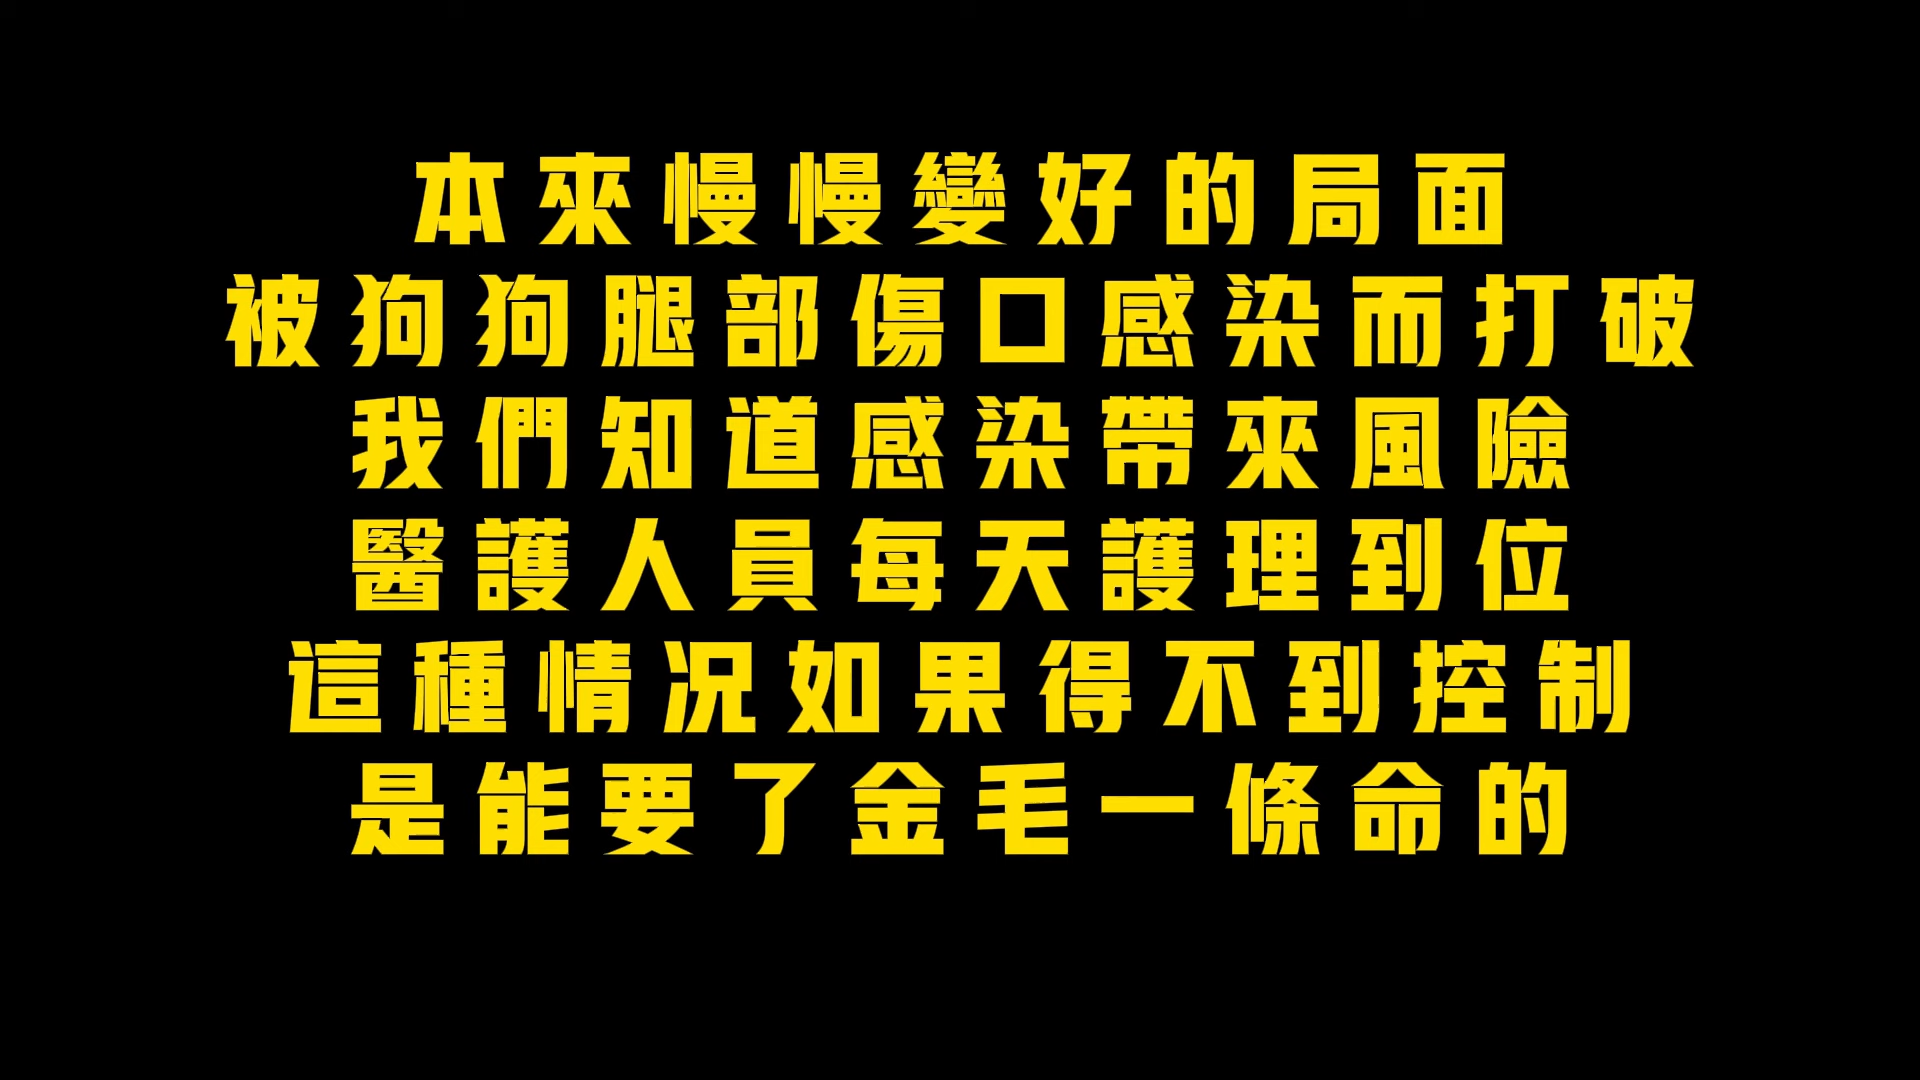 本來慢慢變好的局面
被狗狗腿部傷口感染而打破
我們知道感染帶來風險
醫護人員每天護理到位
這種情況如果得不到控制
是能要了金毛一條命的